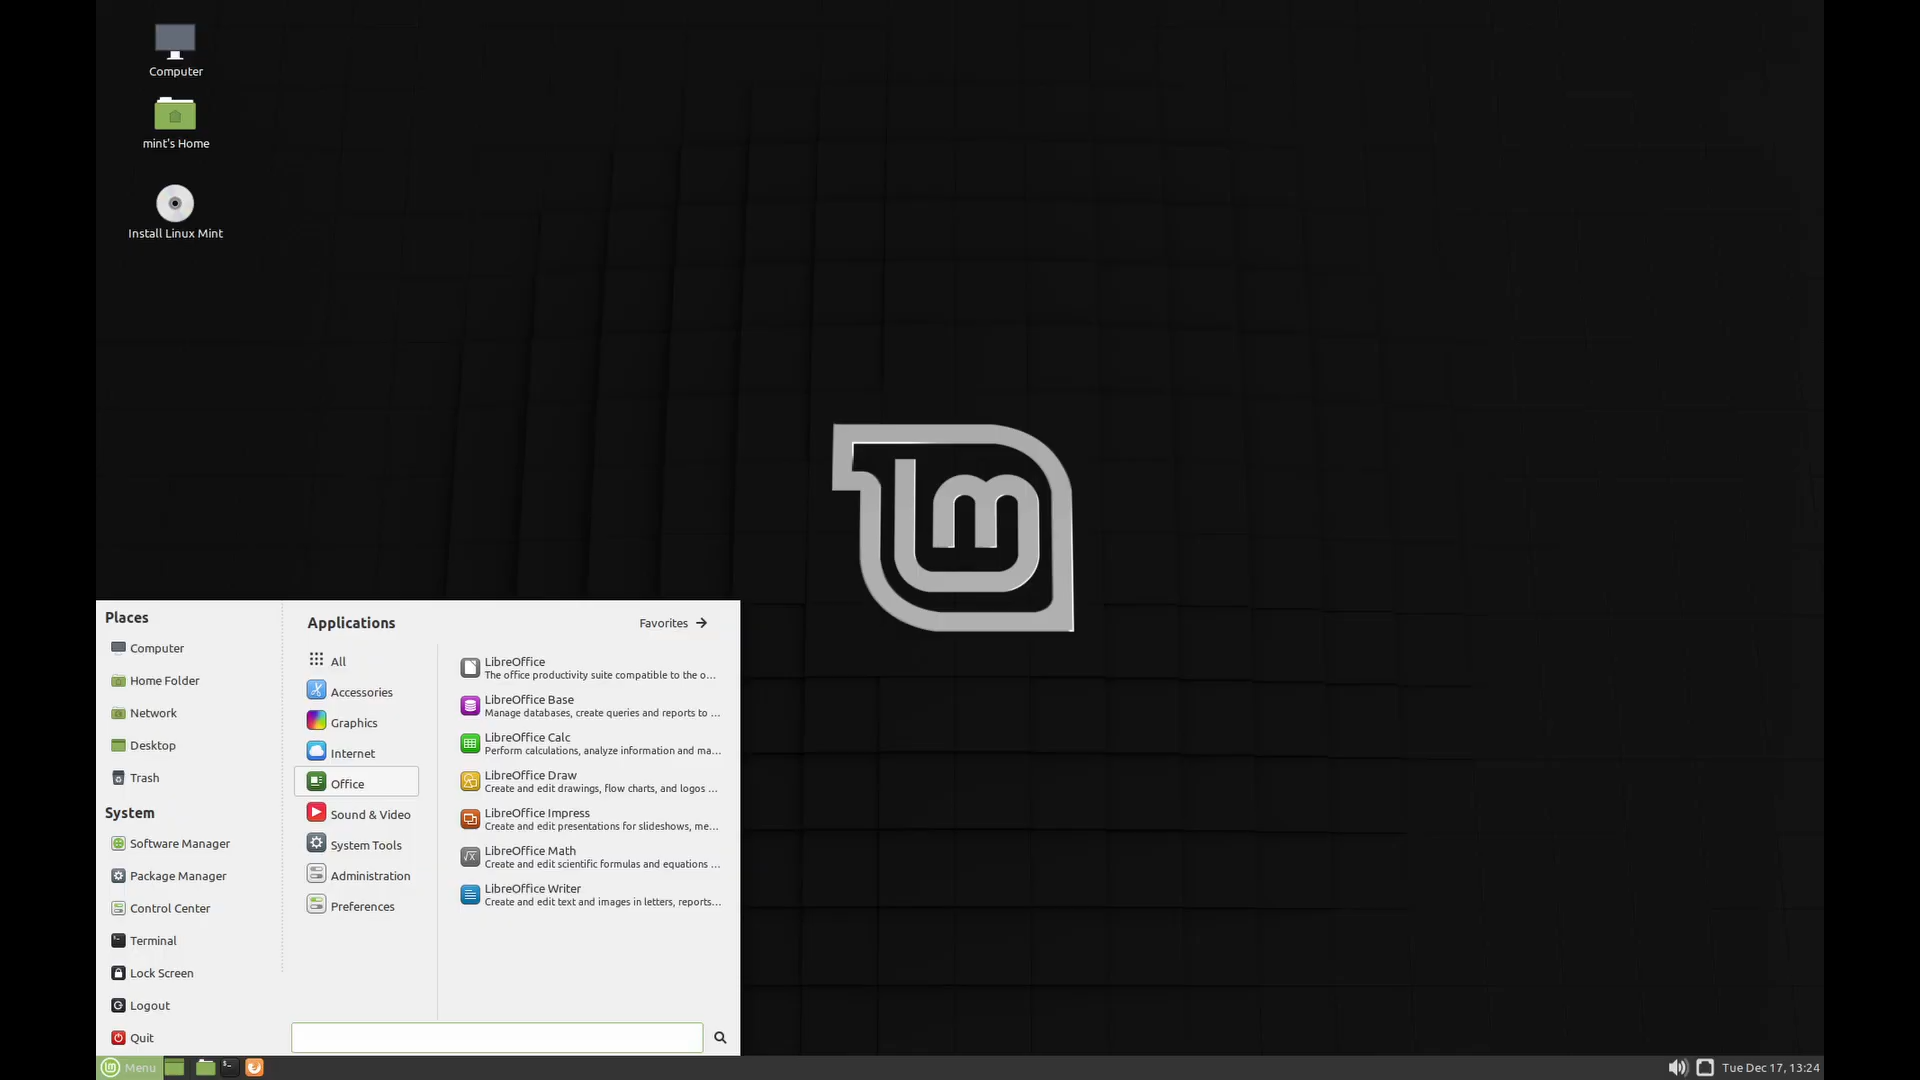 Computer
mint's Home
Install Linux Mint
Places
Computer
Home Folder
Network
Desktop
Trash
System
Software Manager
Package Manager
Control Center
Terminal
Lock Screen
Logout
Quit
Applications
Favorites
All
Accessories
Graphics
Internet
Office
Sound & Video
System Tools
Administration
Preferences
LibreOffice
The office productivity suite compatible to the o...
LibreOffice Base
Manage databases, create queries and reports to ...
LibreOffice Calc
Perform calculations, analyze information and ma...
LibreOffice Draw
Create and edit drawings, flow charts, and logos ...
LibreOffice Impress
Create and edit presentations for slideshows, me...
LibreOffice Math
Create and edit scientific formulas and equations ...
LibreOffice Writer
Create and edit text and images in letters, reports...
Menu
Tue Dec 17, 13:24